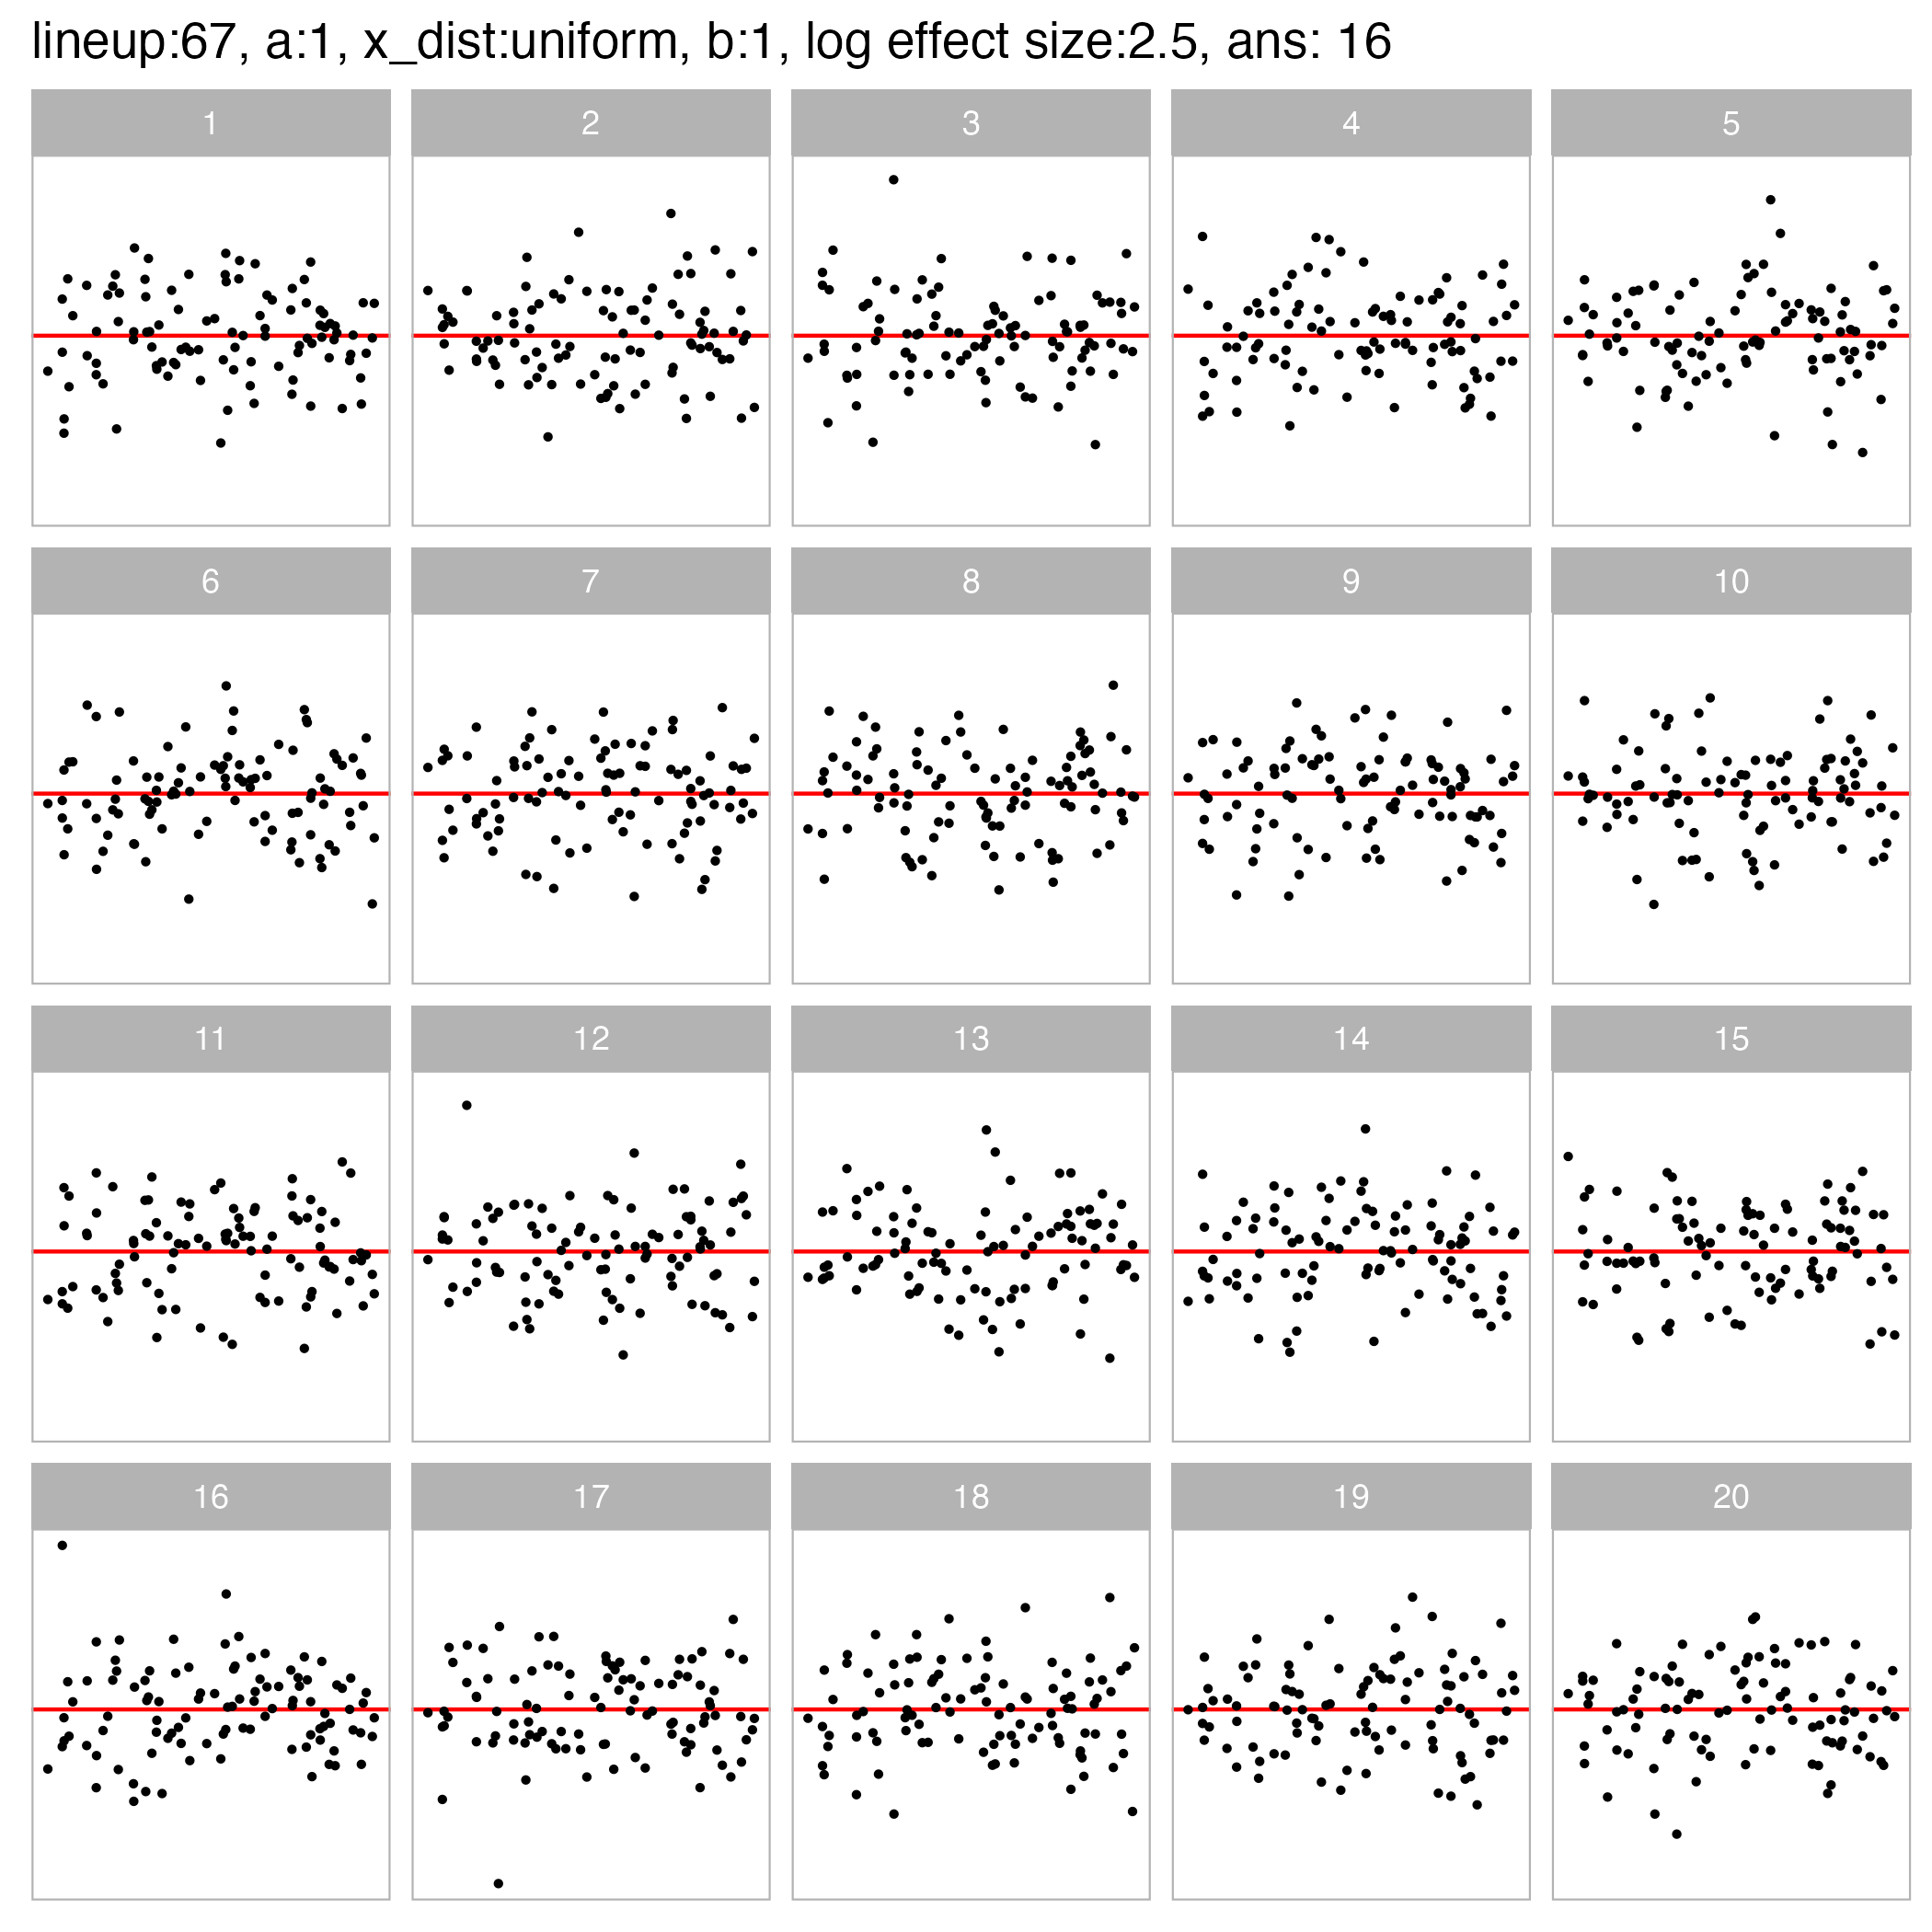 lineup:67, a:1, x_dist:uniform, b:1, log effect size:2.5, ans: 16
1 2 3 4 5
6 7 8 9 10
11 12 13 14 15
16 17 18 19 20